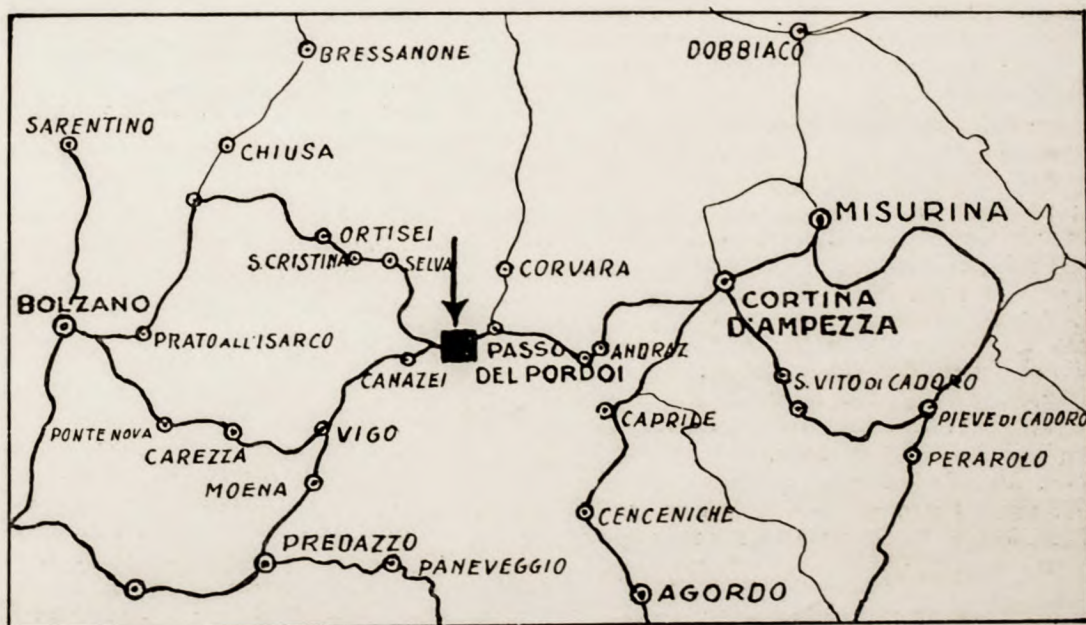 BRESSANONE
DOBBIACO
SARENTINO
CHIUSA
MISURINA
ORTISEI
S. CRISTINA
SELVA
CORVARA
BOLZANO
CORTINA
D'AMPEZZA
PRATO ALL'ISARCO
PASSO
DEL PORDOI
ANDRAZ
CANAZEI
S. VITO DI CADORO
CAPRILE
PIEVE DI CADORO
PONTE NOVA
CAREZZA
VIGO
PERAROLO
MOENA
CENCENICHE
PREDAZZO
PANEVEGGIO
AGORDO